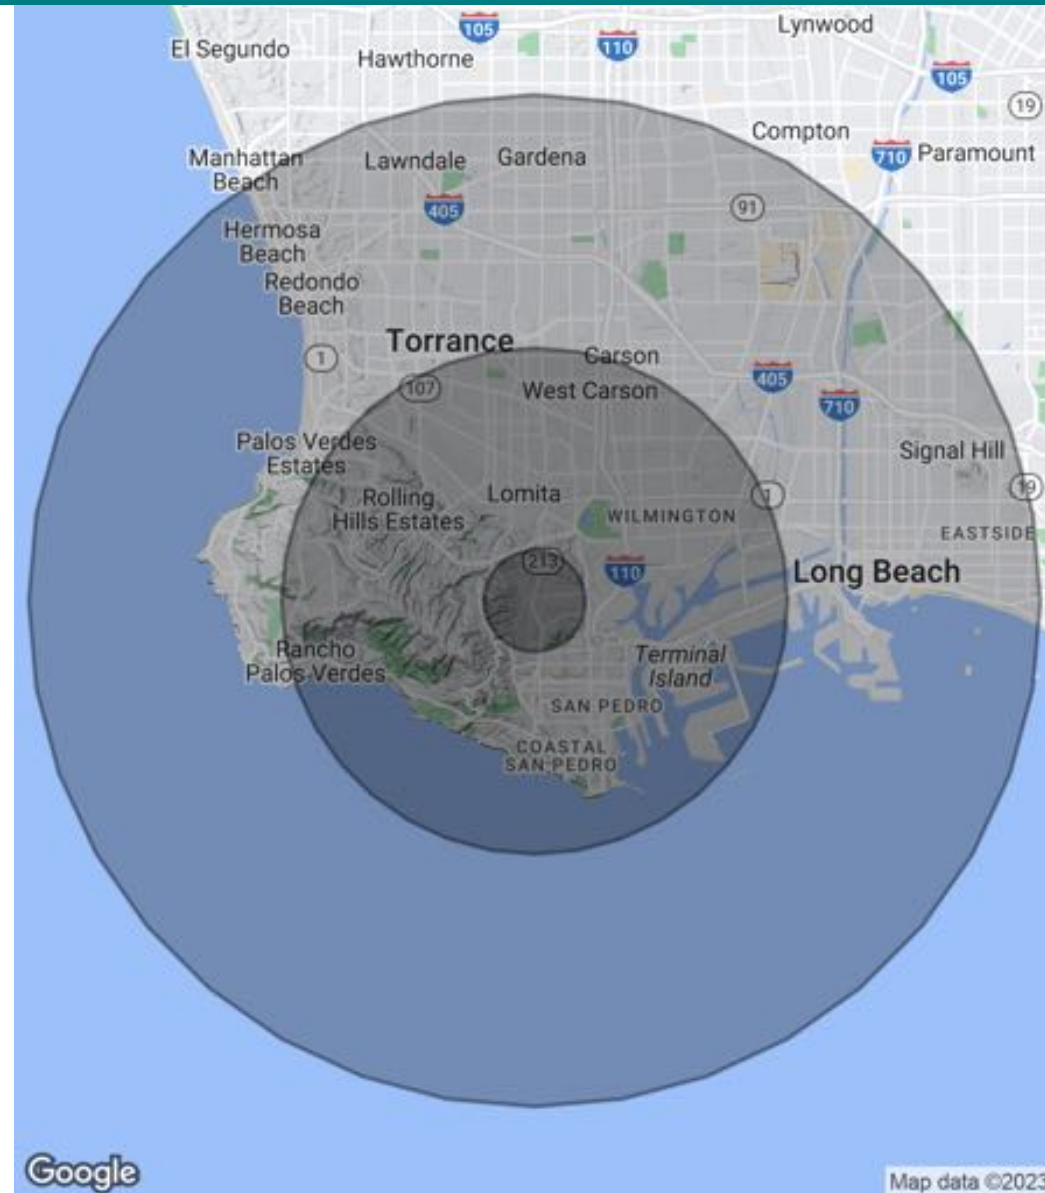 Lynwood
105
110
El Segundo
Hawthorne
105
19
Compton
Manhattan
Beach
Lawndale
Gardena
710
Paramount
405
91
Hermosa
Beach
Redondo
Beach
Torrance
1
Carson
107
West Carson
405
710
Palos Verdes
Estates
Signal Hill
Rolling
Hills Estates
Lomita
1
19
WILMINGTON
EASTSIDE
213
110
Long Beach
Rancho
Palos Verdes
Terminal
Island
SAN PEDRO
COASTAL
SAN PEDRO
Google
Map data ©2023